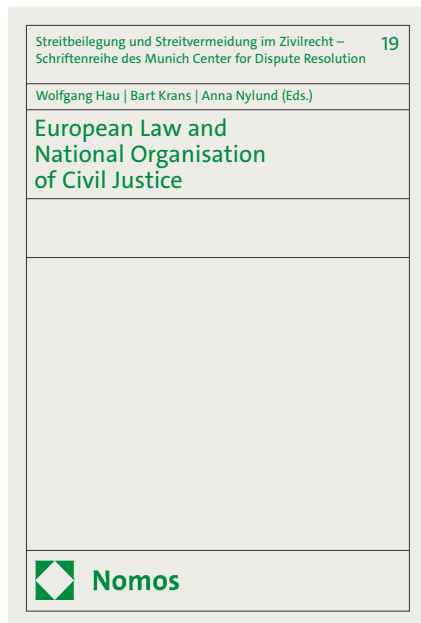 Streitbeilegung und Streitvermeidung im Zivilrecht –
Schriftenreihe des Munich Center for Dispute Resolution
19
Wolfgang Hau | Bart Krans | Anna Nylund (Eds.)
European Law and
National Organisation
of Civil Justice
Nomos